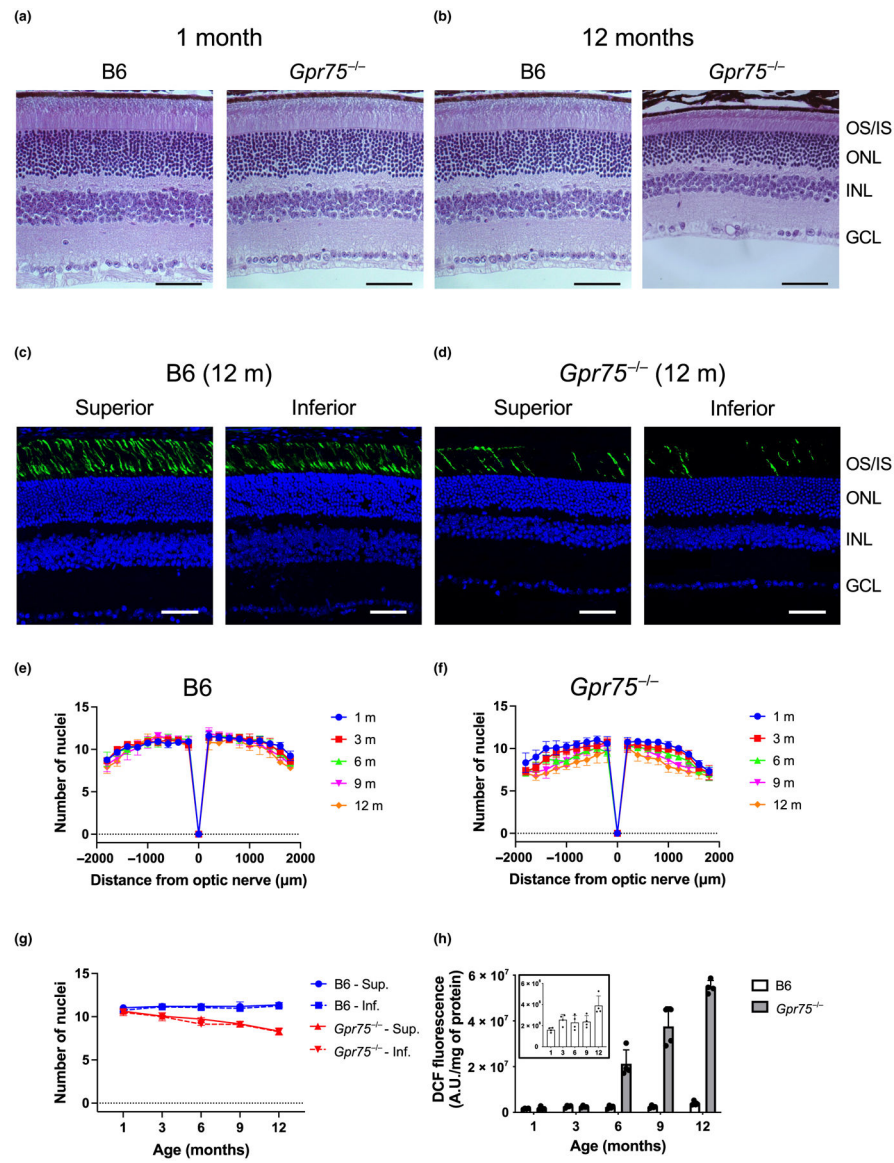 (a)
(b)
1 month
12 months
B6
Gpr75–/–
B6
Gpr75–/–
OS/IS
ONL
INL
GCL
(c)
(d)
B6 (12 m)
Gpr75–/– (12 m)
Superior
Inferior
Superior
Inferior
OS/IS
ONL
INL
GCL
(e)
(f)
B6
Gpr75–/–
Number of nuclei
15
10
5
0
–2000
–1000
0
1000
2000
Distance from optic nerve (µm)
1 m
3 m
6 m
9 m
12 m
Number of nuclei
15
10
5
0
–2000
–1000
0
1000
2000
Distance from optic nerve (µm)
1 m
3 m
6 m
9 m
12 m
(g)
(h)
Number of nuclei
15
10
5
0
1
3
6
9
12
Age (months)
B6 - Sup.
B6 - Inf.
Gpr75–/– - Sup.
Gpr75–/– - Inf.
DCF fluorescence
(A.U./mg of protein)
6 × 10⁷
4 × 10⁷
2 × 10⁷
0
1
3
6
9
12
Age (months)
0
1
3
6
9
12
B6
Gpr75–/–